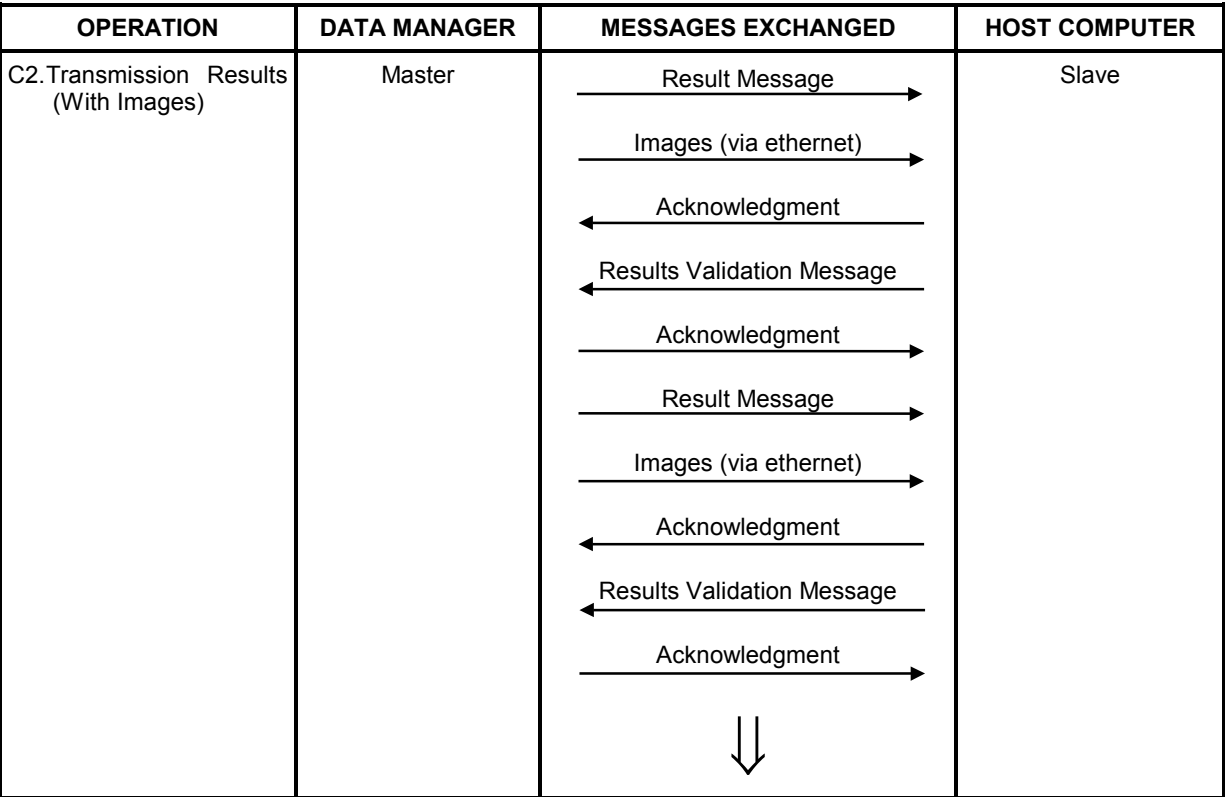 OPERATION DATA MANAGER MESSAGES EXCHANGED HOST COMPUTER
C2.Transmission Results Master Result Message Slave
(With Images)
Images (via ethernet)
Acknowledgment
Results Validation Message
Acknowledgment
Result Message
Images (via ethernet)
Acknowledgment
Results Validation Message
Acknowledgment